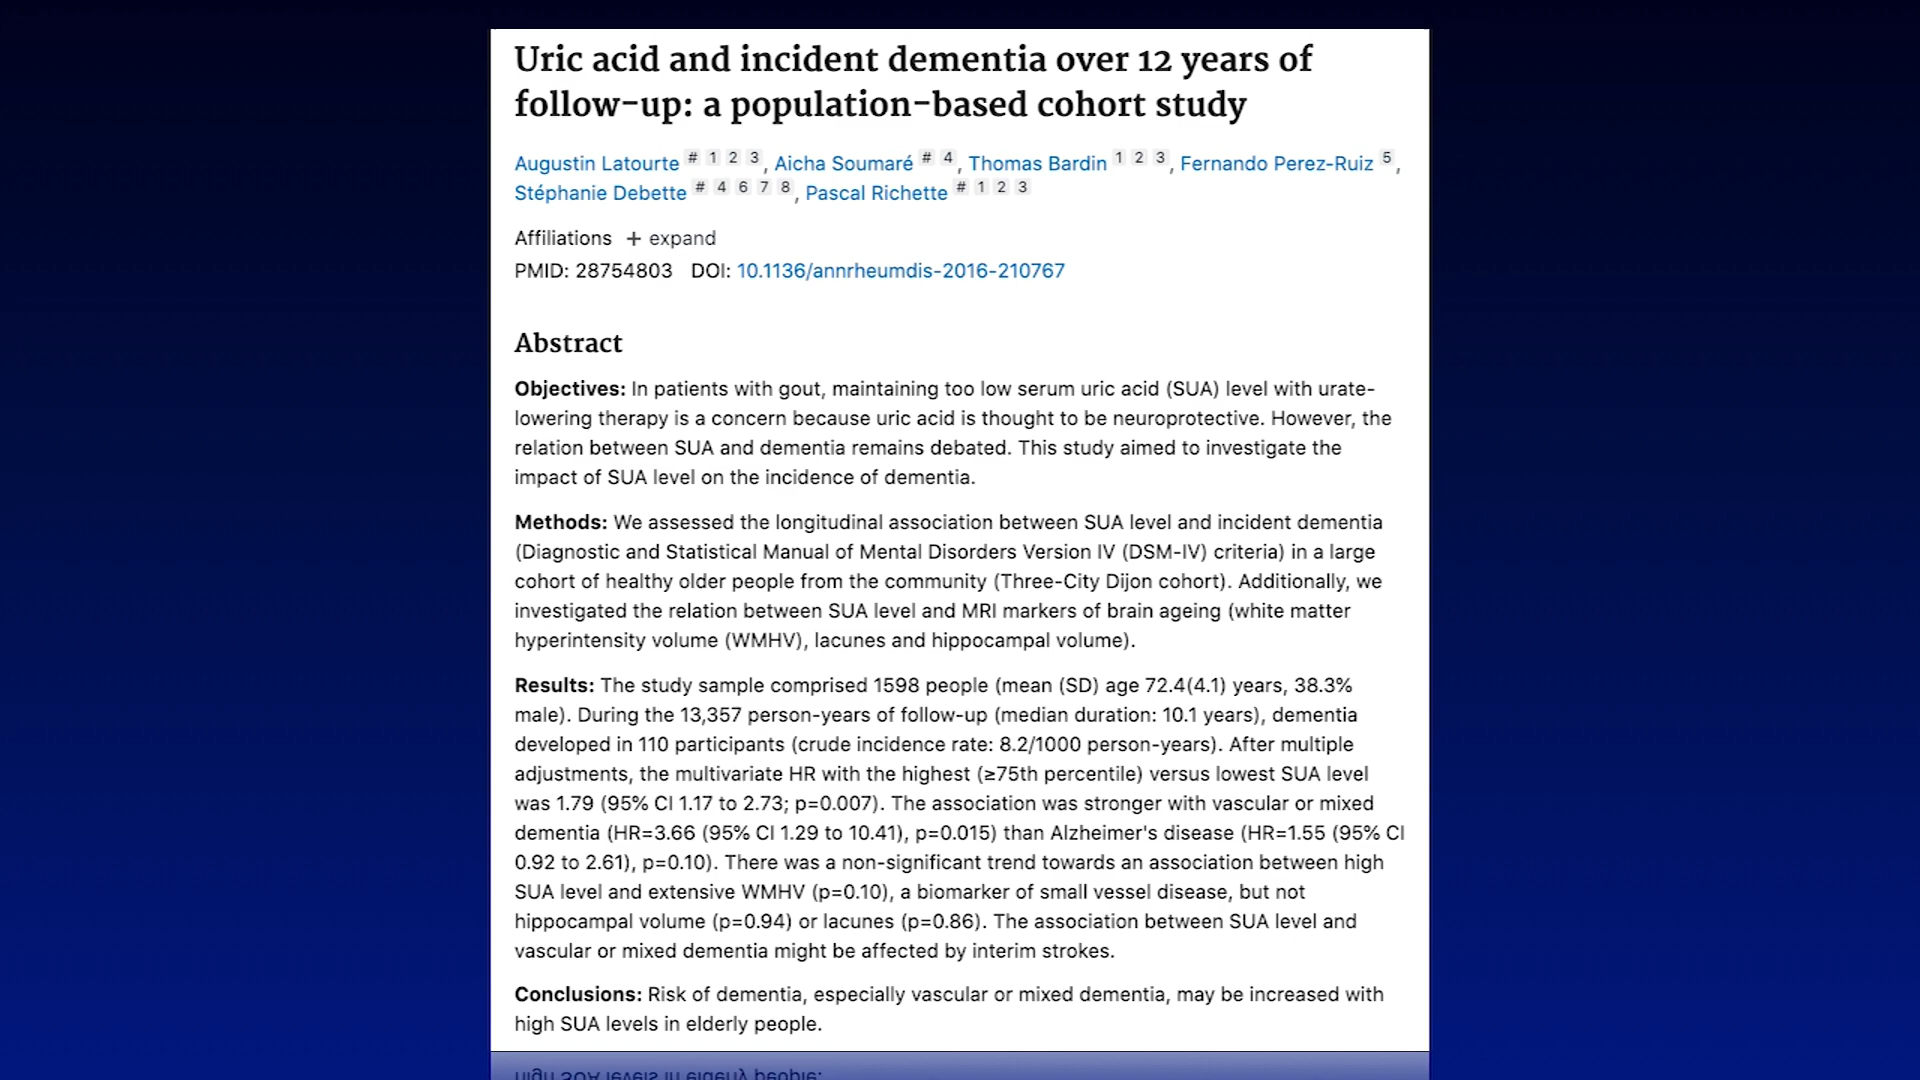 Uric acid and incident dementia over 12 years of
follow-up: a population-based cohort study
Augustin Latourte # 1 2 3, Aicha Soumaré # 4, Thomas Bardin 1 2 3, Fernando Perez-Ruiz 5,
Stéphanie Debette # 4 6 7 8, Pascal Richette # 1 2 3
Affiliations + expand
PMID: 28754803 DOI: 10.1136/annrheumdis-2016-210767
Abstract
Objectives: In patients with gout, maintaining too low serum uric acid (SUA) level with urate-
lowering therapy is a concern because uric acid is thought to be neuroprotective. However, the
relation between SUA and dementia remains debated. This study aimed to investigate the
impact of SUA level on the incidence of dementia.
Methods: We assessed the longitudinal association between SUA level and incident dementia
(Diagnostic and Statistical Manual of Mental Disorders Version IV (DSM-IV) criteria) in a large
cohort of healthy older people from the community (Three-City Dijon cohort). Additionally, we
investigated the relation between SUA level and MRI markers of brain ageing (white matter
hyperintensity volume (WMHV), lacunes and hippocampal volume).
Results: The study sample comprised 1598 people (mean (SD) age 72.4(4.1) years, 38.3%
male). During the 13,357 person-years of follow-up (median duration: 10.1 years), dementia
developed in 110 participants (crude incidence rate: 8.2/1000 person-years). After multiple
adjustments, the multivariate HR with the highest (≥75th percentile) versus lowest SUA level
was 1.79 (95% CI 1.17 to 2.73; p=0.007). The association was stronger with vascular or mixed
dementia (HR=3.66 (95% CI 1.29 to 10.41), p=0.015) than Alzheimer's disease (HR=1.55 (95% CI
0.92 to 2.61), p=0.10). There was a non-significant trend towards an association between high
SUA level and extensive WMHV (p=0.10), a biomarker of small vessel disease, but not
hippocampal volume (p=0.94) or lacunes (p=0.86). The association between SUA level and
vascular or mixed dementia might be affected by interim strokes.
Conclusions: Risk of dementia, especially vascular or mixed dementia, may be increased with
high SUA levels in elderly people.